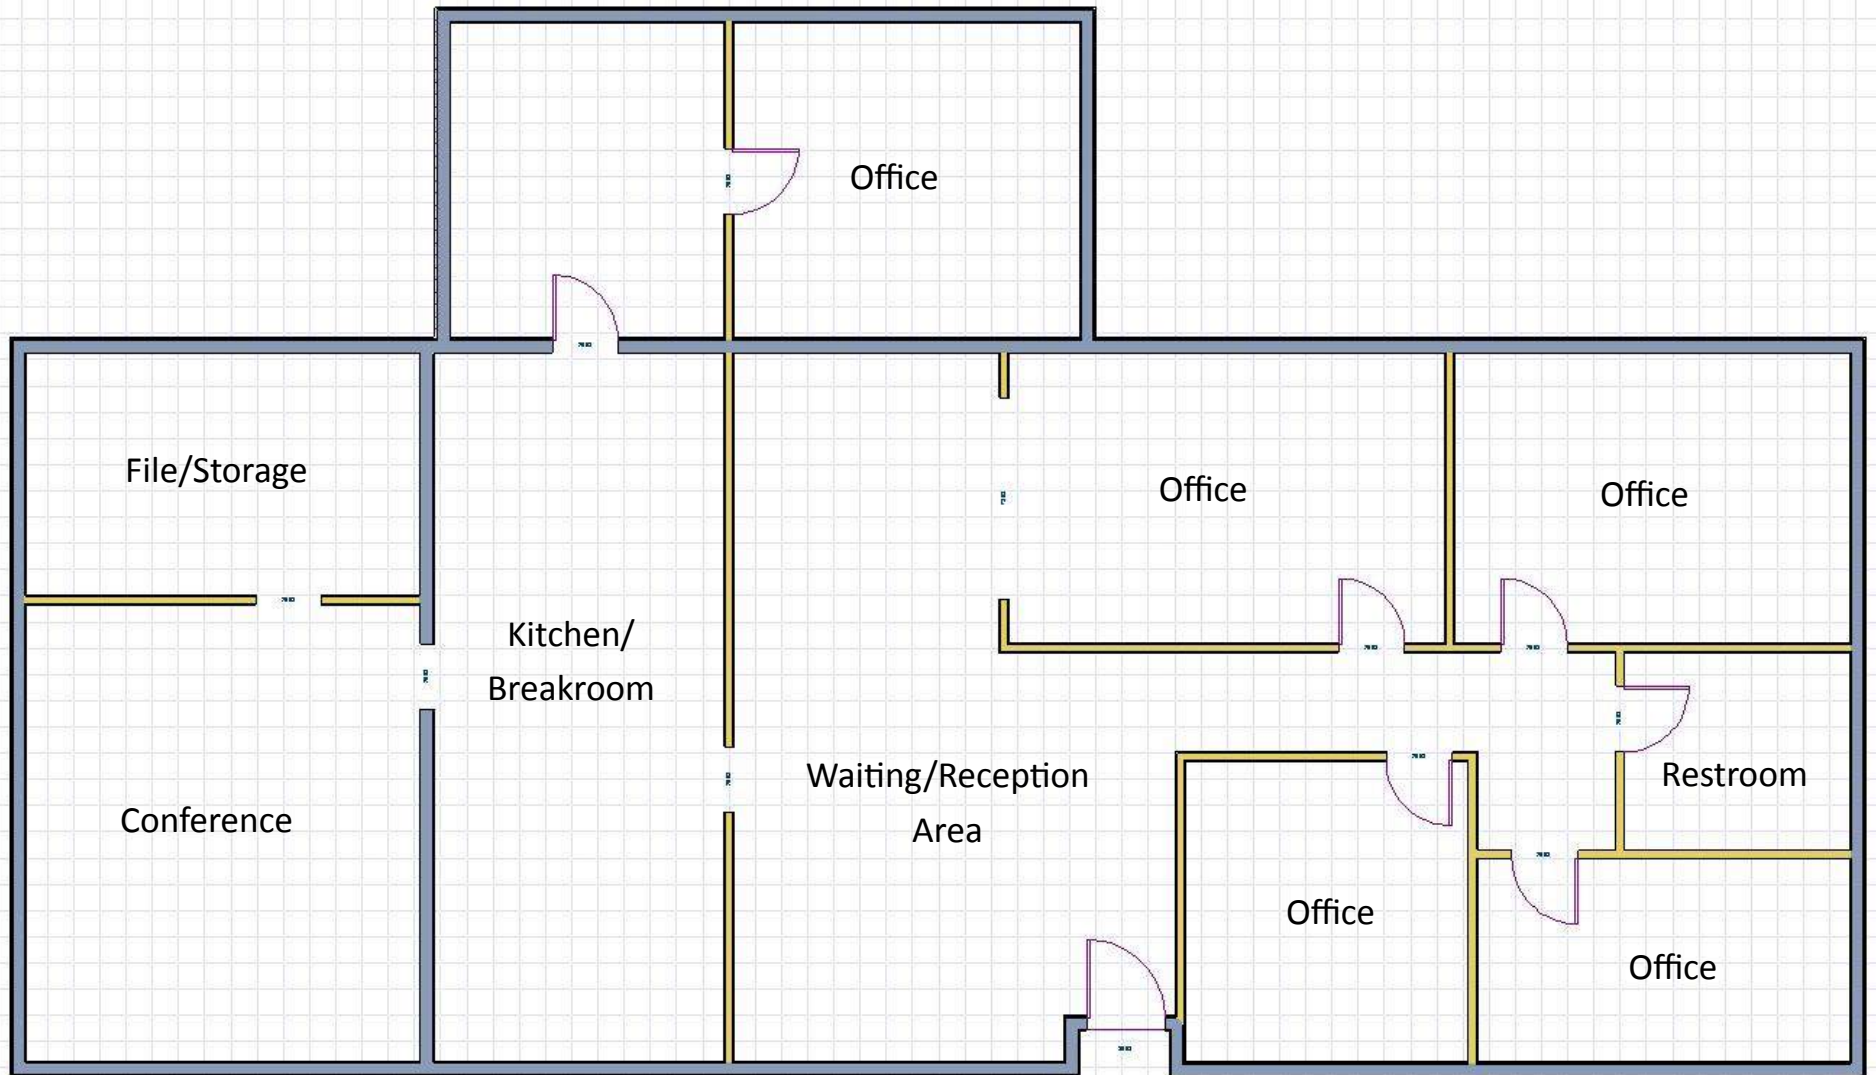 Office
File/Storage
Office
Office
Kitchen/
Breakroom
Waiting/Reception
Area
Restroom
Conference
Office
Office